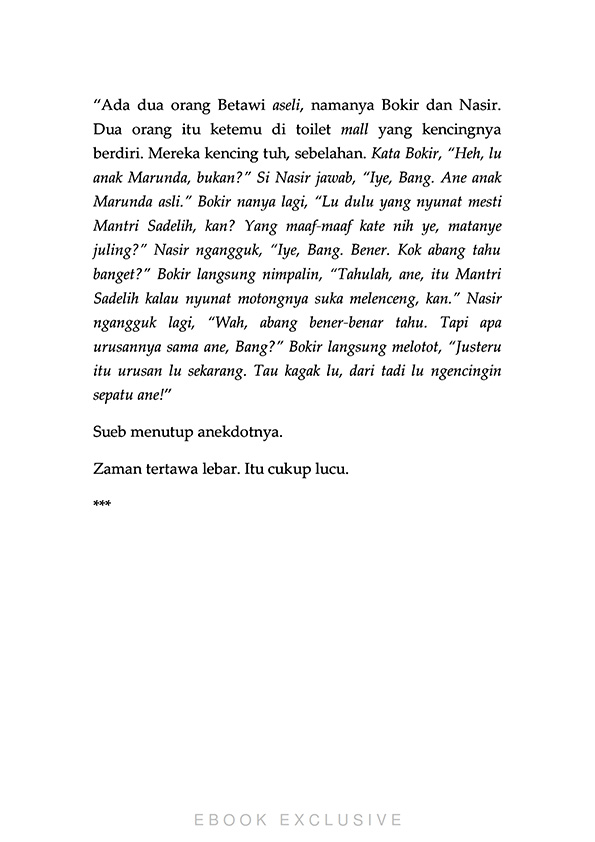 “Ada dua orang Betawi aseli, namanya Bokir dan Nasir.
Dua orang itu ketemu di toilet mall yang kencingnya
berdiri. Mereka kencing tuh, sebelahan. Kata Bokir, “Heh, lu
anak Marunda, bukan?” Si Nasir jawab, “Iye, Bang. Ane anak
Marunda asli.” Bokir nanya lagi, “Lu dulu yang nyunat mesti
Mantri Sadelih, kan? Yang maaf-maaf kate nih ye, matanye
juling?” Nasir ngangguk, “Iye, Bang. Bener. Kok abang tahu
banget?” Bokir langsung nimpalin, “Tahulah, ane, itu Mantri
Sadelih kalau nyunat motongnya suka melenceng, kan.” Nasir
ngangguk lagi, “Wah, abang bener-benar tahu. Tapi apa
urusannya sama ane, Bang?” Bokir langsung melotot, “Justeru
itu urusan lu sekarang. Tau kagak lu, dari tadi lu ngencingin
sepatu ane!”
Sueb menutup anekdotnya.
Zaman tertawa lebar. Itu cukup lucu.
***
EBOOK EXCLUSIVE